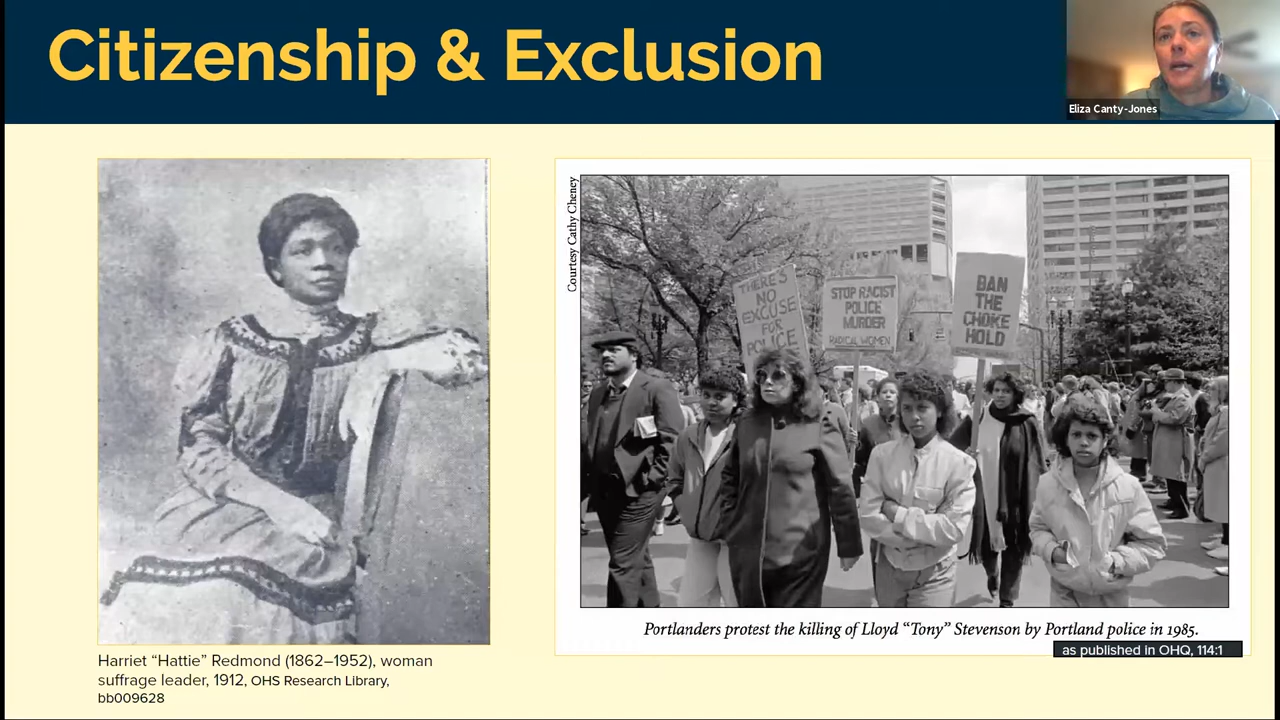 Citizenship & Exclusion
Eliza Canty-Jones
Courtesy Cathy Cheney
THERE'S
NO
EXCUSE
FOR
POLICE
STOP RACIST
POLICE
MURDER
RADICAL WOMEN
BAN
THE
CHOKE
HOLD
Portlanders protest the killing of Lloyd “Tony” Stevenson by Portland police in 1985.
as published in OHQ, 114:1
Harriet “Hattie” Redmond (1862–1952), woman
suffrage leader, 1912, OHS Research Library,
bb009628